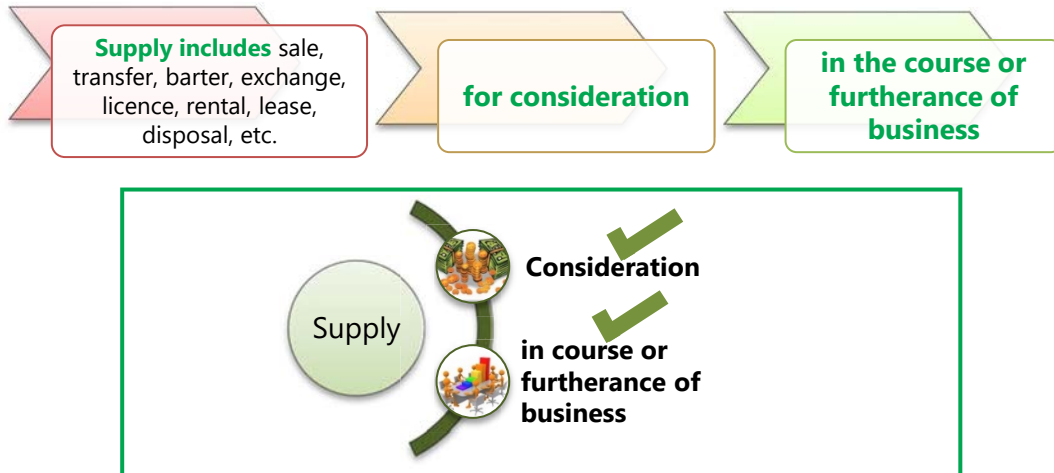 Supply includes sale,
transfer, barter, exchange,
licence, rental, lease,
disposal, etc.
for consideration
in the course or
furtherance of
business
Supply
Consideration
in course or
furtherance of
business